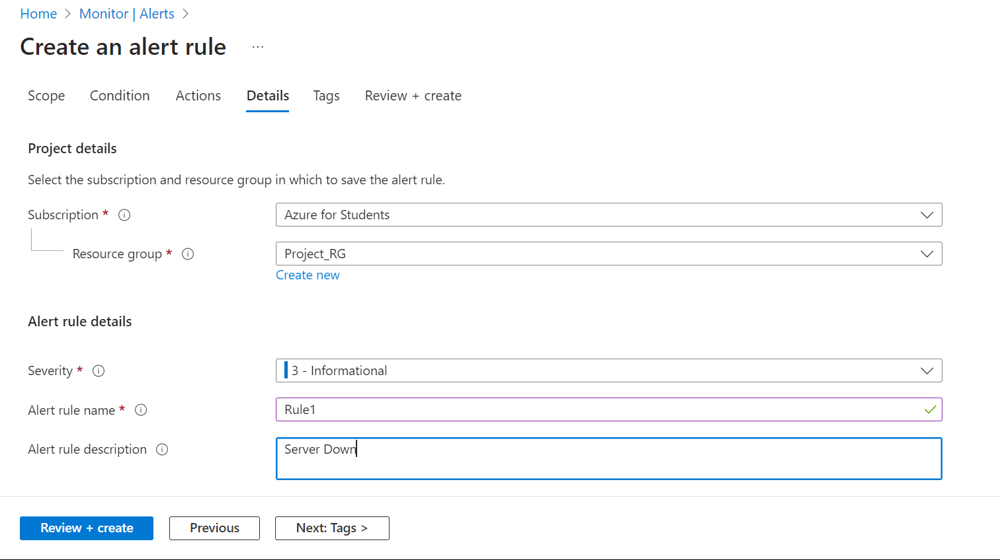 Home > Monitor | Alerts >
Create an alert rule ...
Scope Condition Actions Details Tags Review + create
Project details
Select the subscription and resource group in which to save the alert rule.
Subscription * Azure for Students
Resource group * Project_RG
Create new
Alert rule details
Severity * 3 - Informational
Alert rule name * Rule1
Alert rule description Server Down
Review + create Previous Next: Tags >